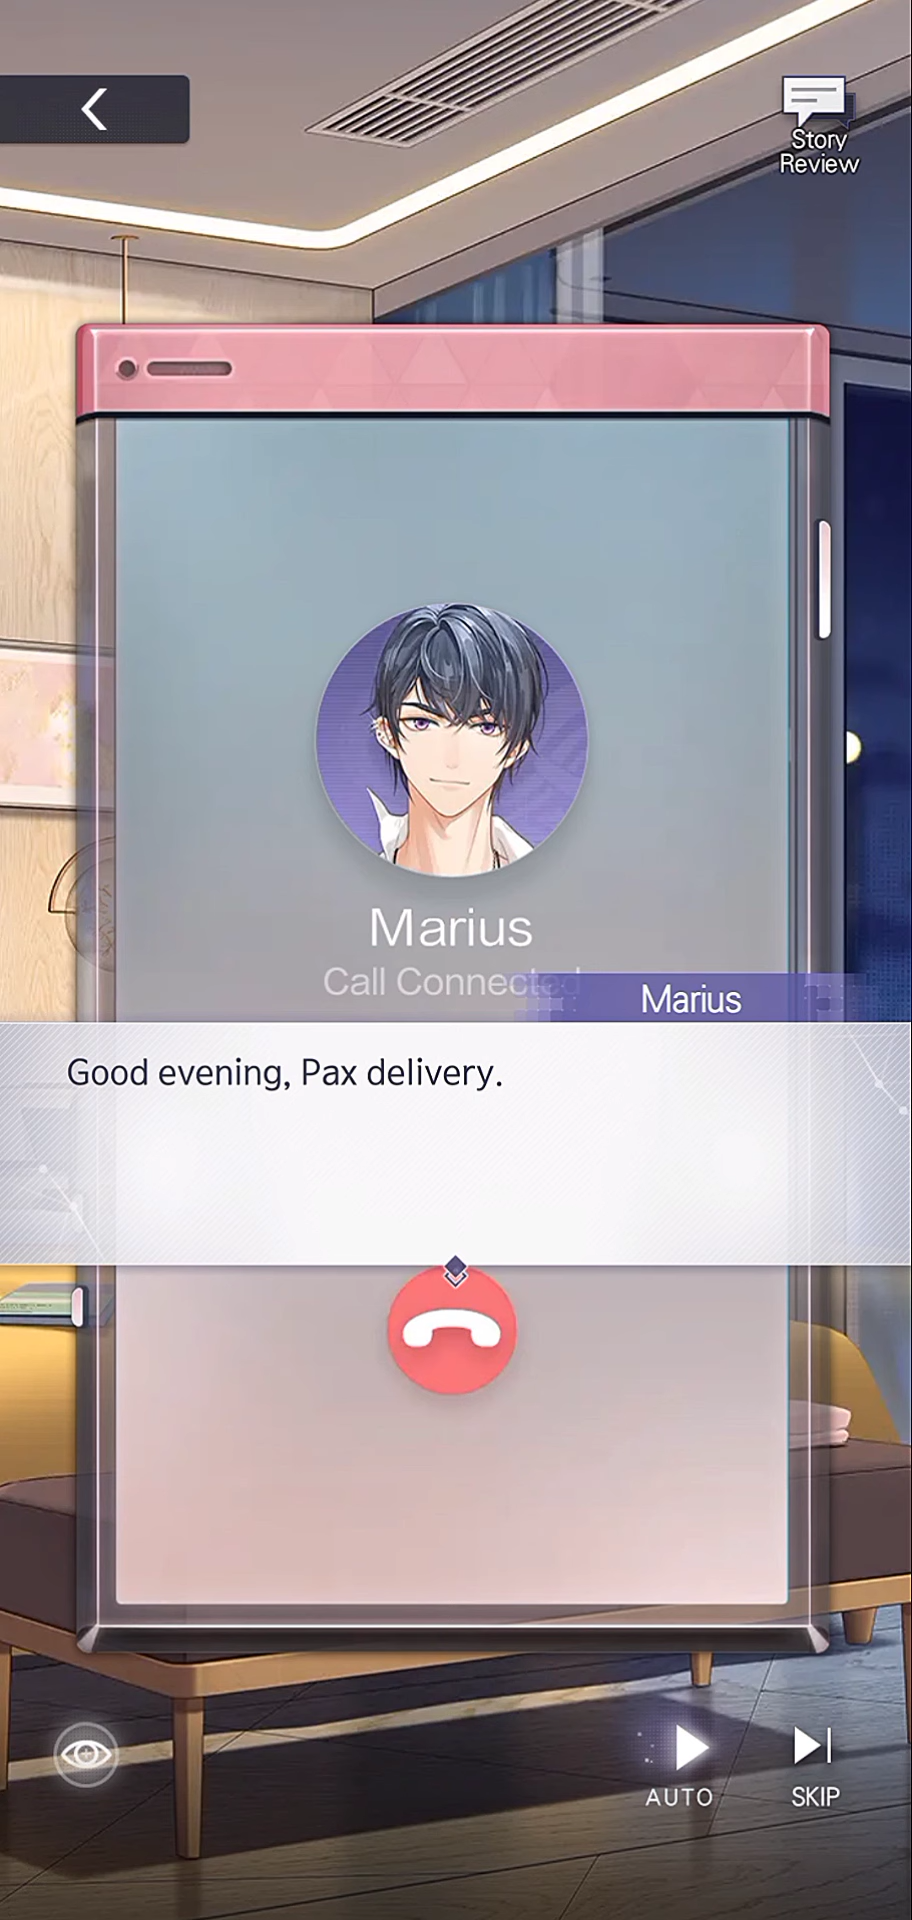 Story
Review
Marius
Call Connected
Marius
Good evening, Pax delivery.
AUTO
SKIP